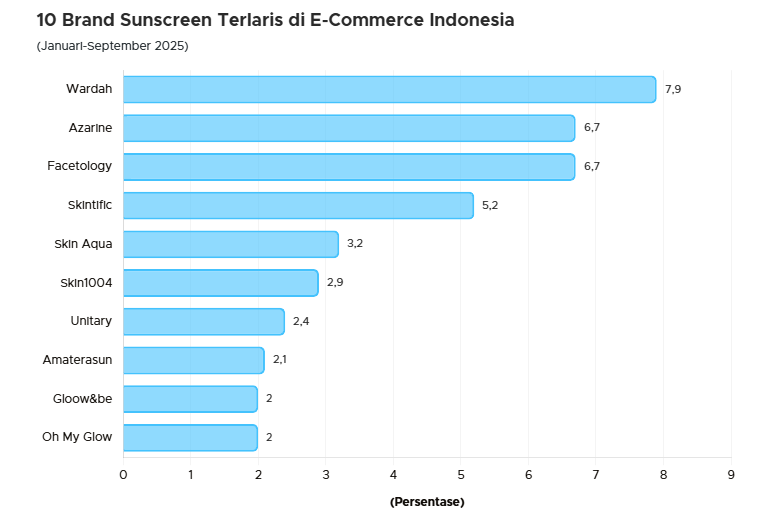 10 Brand Sunscreen Terlaris di E-Commerce Indonesia
(Januari-September 2025)
Wardah 7,9
Azarine 6,7
Facetology 6,7
Skintific 5,2
Skin Aqua 3,2
Skin1004 2,9
Unitary 2,4
Amaterasun 2,1
Gloow&be 2
Oh My Glow 2
0 1 2 3 4 5 6 7 8 9
(Persentase)